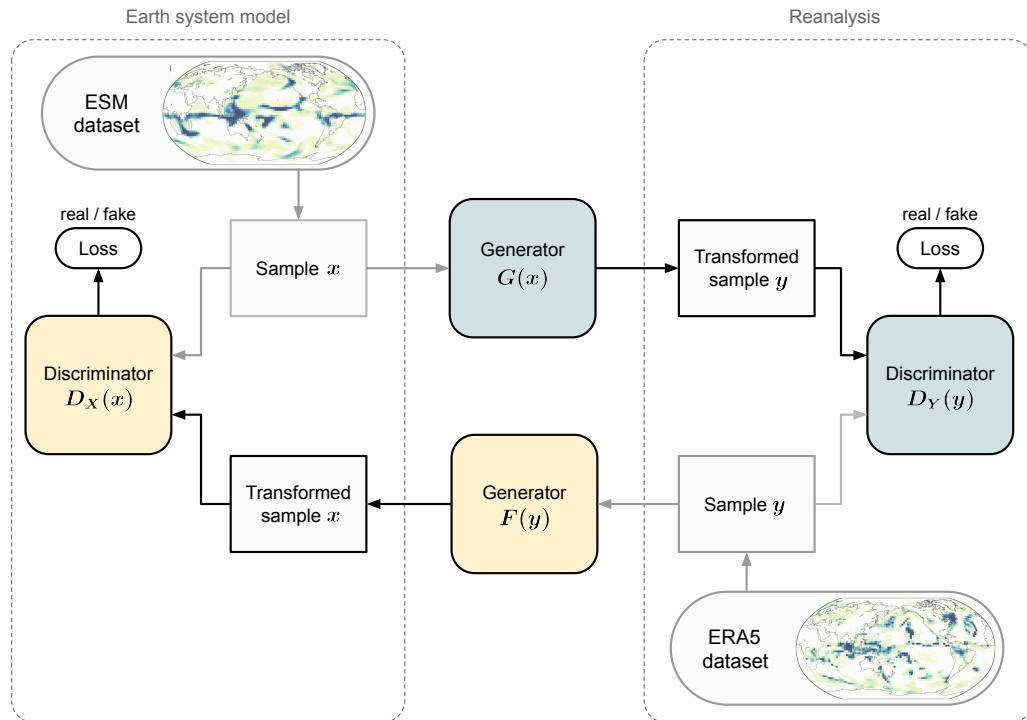 Earth system model
Reanalysis
ESM
dataset
real / fake
Loss
Sample x
Generator
G(x)
Transformed
sample y
real / fake
Loss
Discriminator
D_X(x)
Discriminator
D_Y(y)
Transformed
sample x
Generator
F(y)
Sample y
ERA5
dataset